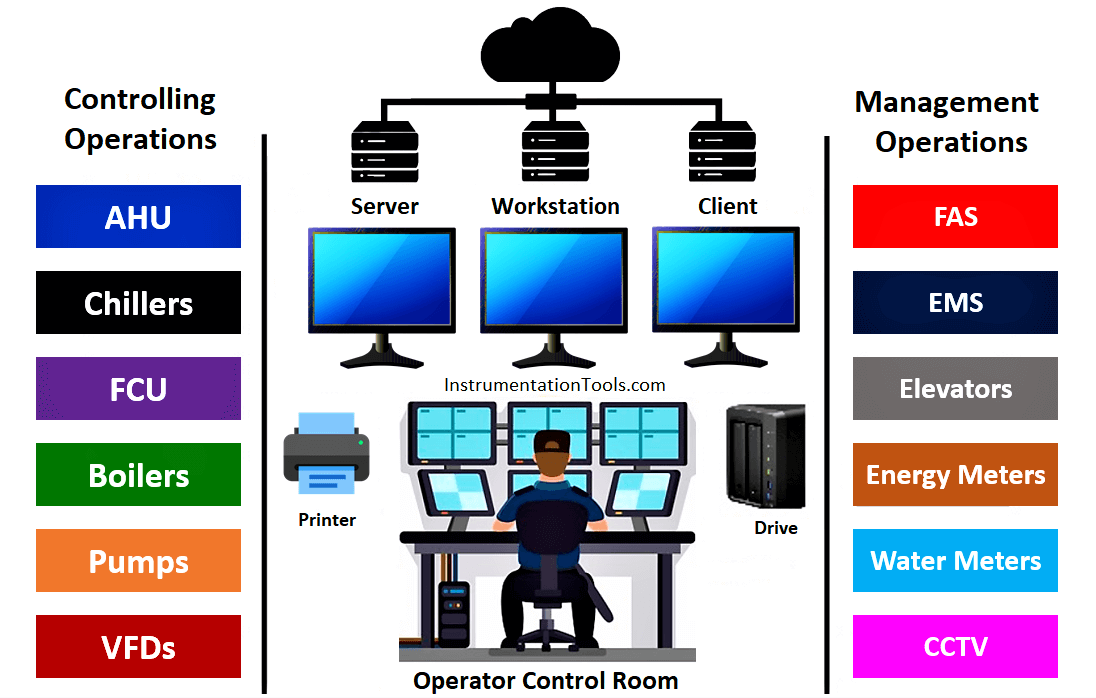 Controlling
Operations
AHU
Chillers
FCU
Boilers
Pumps
VFDs
Server
Workstation
Client
InstrumentationTools.com
Printer
Drive
Operator Control Room
Management
Operations
FAS
EMS
Elevators
Energy Meters
Water Meters
CCTV